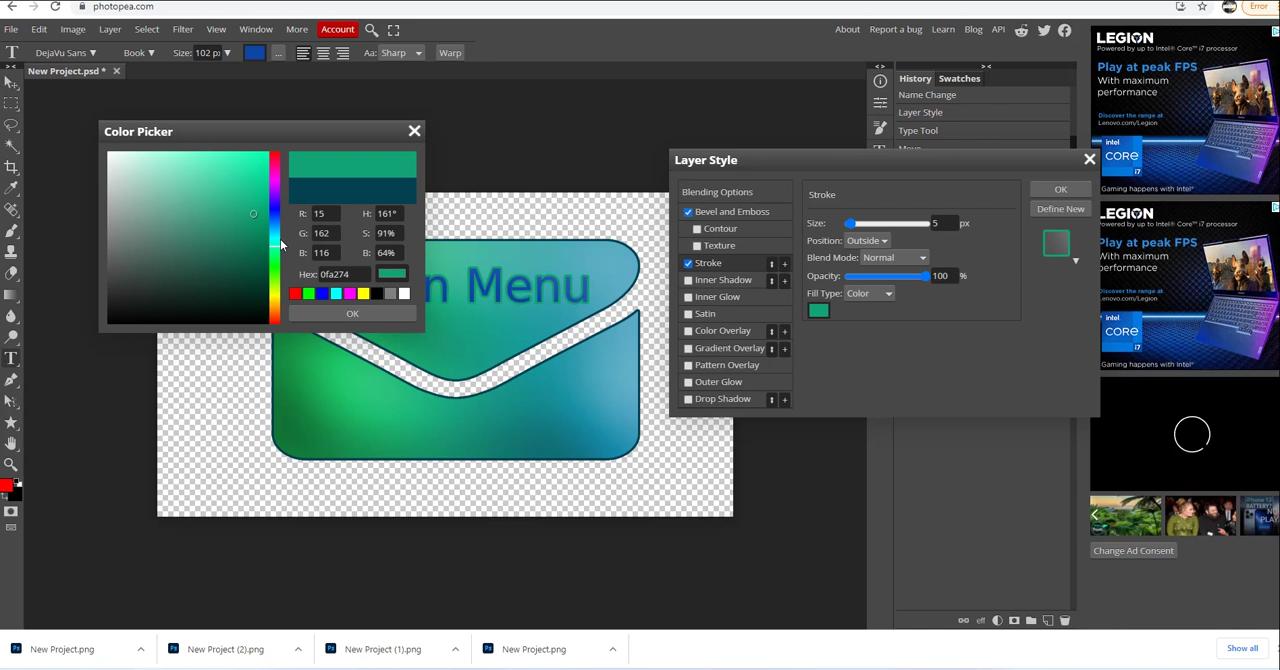 photopea.com
Error
File Edit Image Layer Select Filter View Window More Account
About Report a bug Learn Blog API
T DejaVu Sans Book Size: 102 px ... Aa: Sharp Warp
New Project.psd *
History Swatches
Name Change
Layer Style
Type Tool
Move
Color Picker
R: 15 H: 161°
G: 162 S: 91%
B: 116 B: 64%
Hex: 0fa274
OK
n Menu
Layer Style
Blending Options
Bevel and Emboss
Contour
Texture
Stroke
Inner Shadow
Inner Glow
Satin
Color Overlay
Gradient Overlay
Pattern Overlay
Outer Glow
Drop Shadow
Stroke
Size: 5 px
Position: Outside
Blend Mode: Normal
Opacity: 100 %
Fill Type: Color
OK
Define New
LEGION
Powered by up to Intel® Core™ i7 processor
Play at peak FPS
With maximum
performance
Discover the range at
Lenovo.com/Legion
intel
CORE
i7
Gaming happens with Intel®
LEGION
Powered by up to Intel® Core™ i7 processor
Play at peak FPS
With maximum
performance
Discover the range at
Lenovo.com/Legion
intel
CORE
i7
Gaming happens with Intel®
Change Ad Consent
eff
New Project.png
New Project (2).png
New Project (1).png
New Project.png
Show all